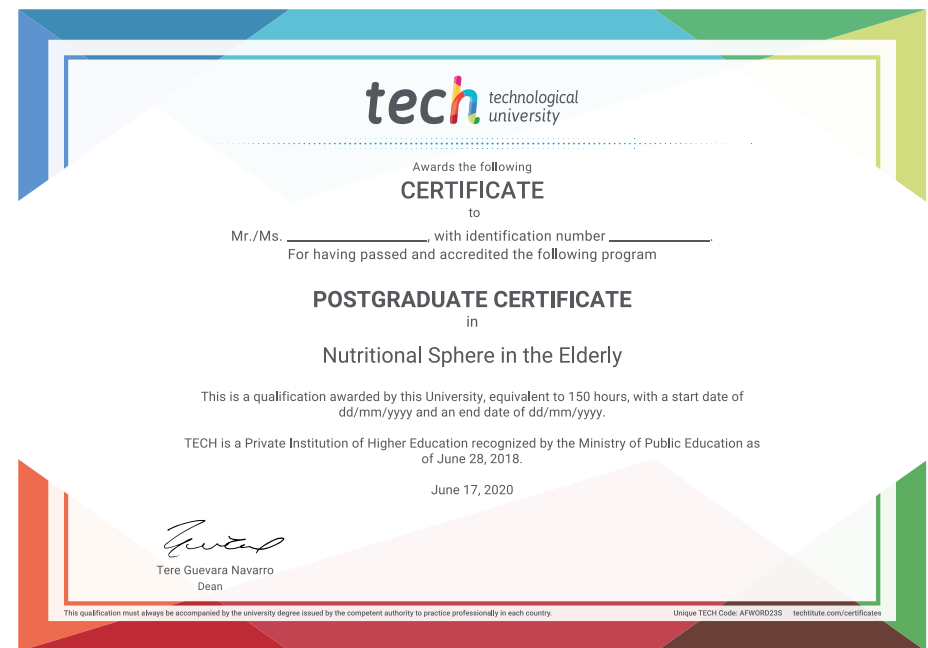 tech technological
university
Awards the following
CERTIFICATE
to
Mr./Ms. ____________________, with identification number ______________.
For having passed and accredited the following program
POSTGRADUATE CERTIFICATE
in
Nutritional Sphere in the Elderly
This is a qualification awarded by this University, equivalent to 150 hours, with a start date of
dd/mm/yyyy and an end date of dd/mm/yyyy.
TECH is a Private Institution of Higher Education recognized by the Ministry of Public Education as
of June 28, 2018.
June 17, 2020
Tere Guevara Navarro
Dean
This qualification must always be accompanied by the university degree issued by the competent authority to practice professionally in each country. Unique TECH Code: AFWORD23S techtitute.com/certificates